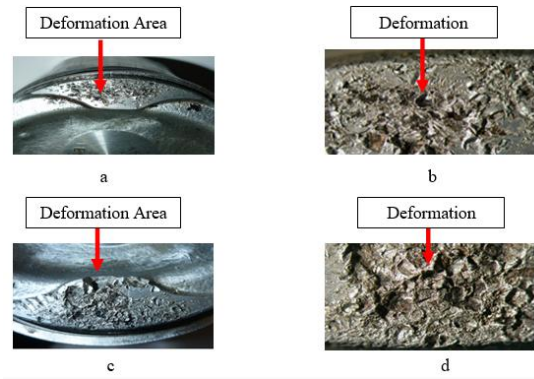 Deformation Area
Deformation
a
b
Deformation Area
Deformation
c
d